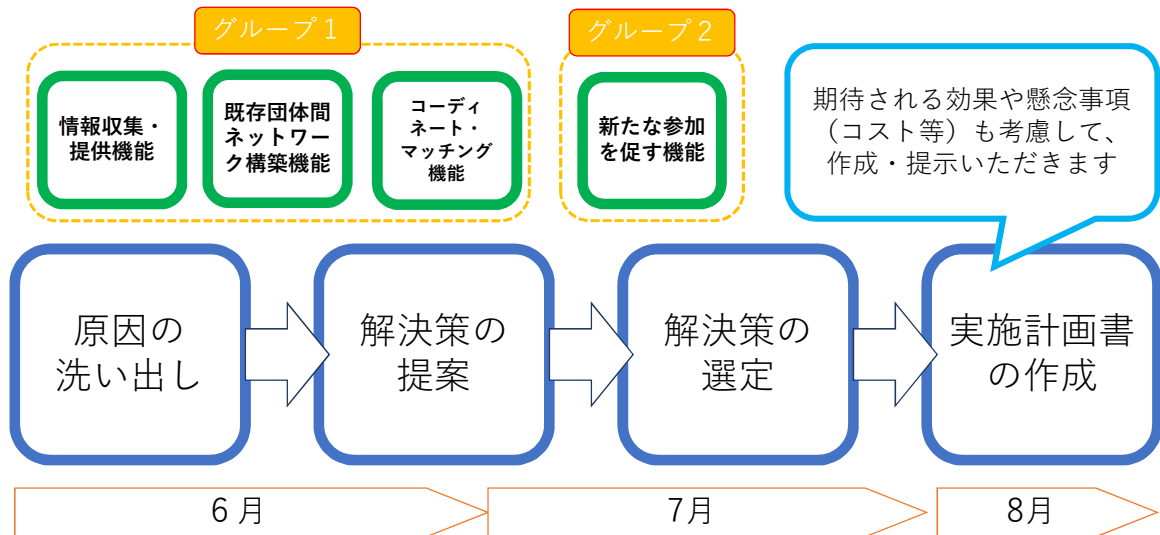 グループ１
グループ２
情報収集・
提供機能
既存団体間
ネットワー
ク構築機能
コーディ
ネート・
マッチング
機能
新たな参加
を促す機能
期待される効果や懸念事項
（コスト等）も考慮して、
作成・提示いただきます
原因の
洗い出し
解決策の
提案
解決策の
選定
実施計画書
の作成
６月
7月
8月